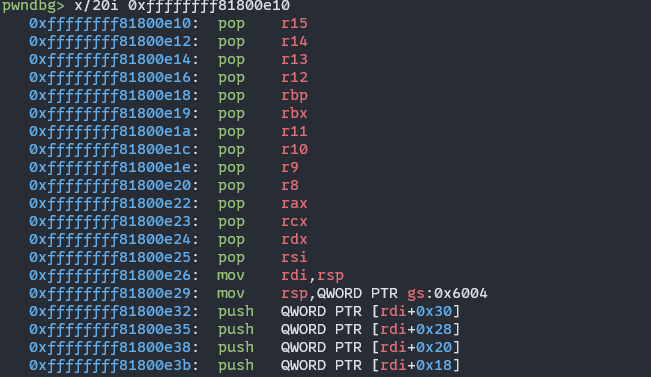 pwndbg> x/20i 0xffffffff81800e10
0xffffffff81800e10: pop r15
0xffffffff81800e12: pop r14
0xffffffff81800e14: pop r13
0xffffffff81800e16: pop r12
0xffffffff81800e18: pop rbp
0xffffffff81800e19: pop rbx
0xffffffff81800e1a: pop r11
0xffffffff81800e1c: pop r10
0xffffffff81800e1e: pop r9
0xffffffff81800e20: pop r8
0xffffffff81800e22: pop rax
0xffffffff81800e23: pop rcx
0xffffffff81800e24: pop rdx
0xffffffff81800e25: pop rsi
0xffffffff81800e26: mov rdi,rsp
0xffffffff81800e29: mov rsp,QWORD PTR gs:0x6004
0xffffffff81800e32: push QWORD PTR [rdi+0x30]
0xffffffff81800e35: push QWORD PTR [rdi+0x28]
0xffffffff81800e38: push QWORD PTR [rdi+0x20]
0xffffffff81800e3b: push QWORD PTR [rdi+0x18]